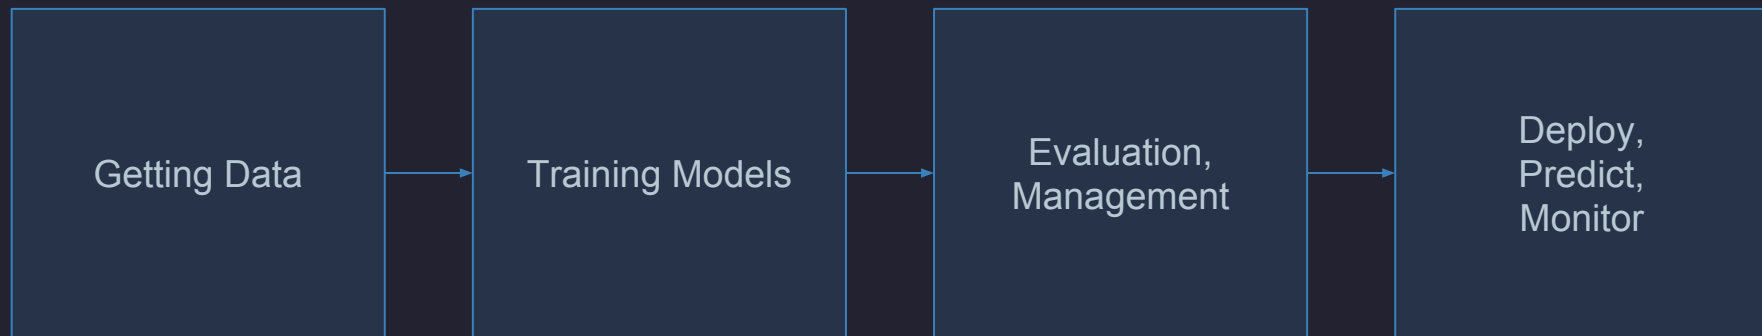 Getting Data
Training Models
Evaluation,
Management
Deploy,
Predict,
Monitor